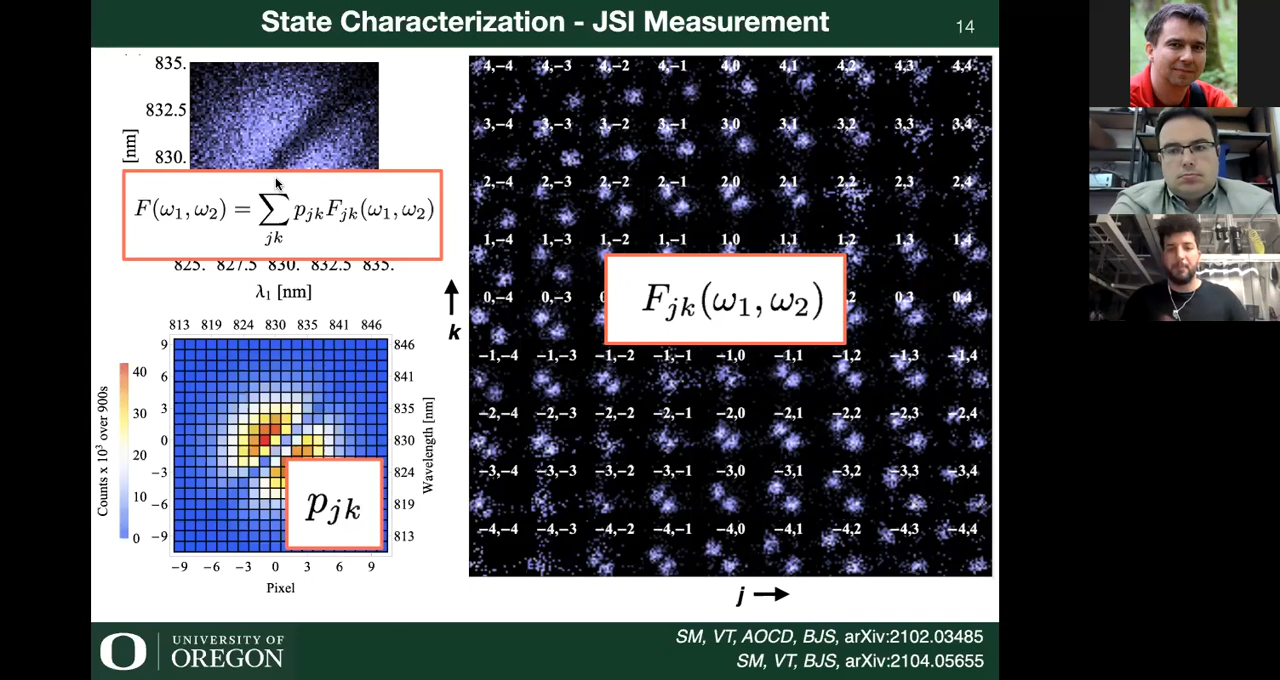 State Characterization - JSI Measurement
14
835.
832.5
830.
[nm]
F(ω₁, ω₂) = ∑ p_jk F_jk(ω₁, ω₂)
jk
825. 827.5 830. 832.5 835.
λ₁ [nm]
813 819 824 830 835 841 846
9
6
3
0
−3
−6
−9
846
841
835
830
824
819
813
Wavelength [nm]
40
30
20
10
0
Counts x 10³ over 900s
p_jk
−9 −6 −3 0 3 6 9
Pixel
k
4,−4 4,−3 4,−2 4,−1 4,0 4,1 4,2 4,3 4,4
3,−4 3,−3 3,−2 3,−1 3,0 3,1 3,2 3,3 3,4
2,−4 2,−3 2,−2 2,−1 2,0 2,1 2,2 2,3 2,4
1,−4 1,−3 1,−2 1,−1 1,0 1,1 1,2 1,3 1,4
0,−4 0,−3 0,3 0,4
F_jk(ω₁, ω₂)
−1,−4 −1,−3 −1,−2 −1,−1 −1,0 −1,1 −1,2 −1,3 −1,4
−2,−4 −2,−3 −2,−2 −2,−1 −2,0 −2,1 −2,2 −2,3 −2,4
−3,−4 −3,−3 −3,−2 −3,−1 −3,0 −3,1 −3,2 −3,3 −3,4
−4,−4 −4,−3 −4,−2 −4,−1 −4,0 −4,1 −4,2 −4,3 −4,4
j
O
UNIVERSITY OF
OREGON
SM, VT, AOCD, BJS, arXiv:2102.03485
SM, VT, BJS, arXiv:2104.05655